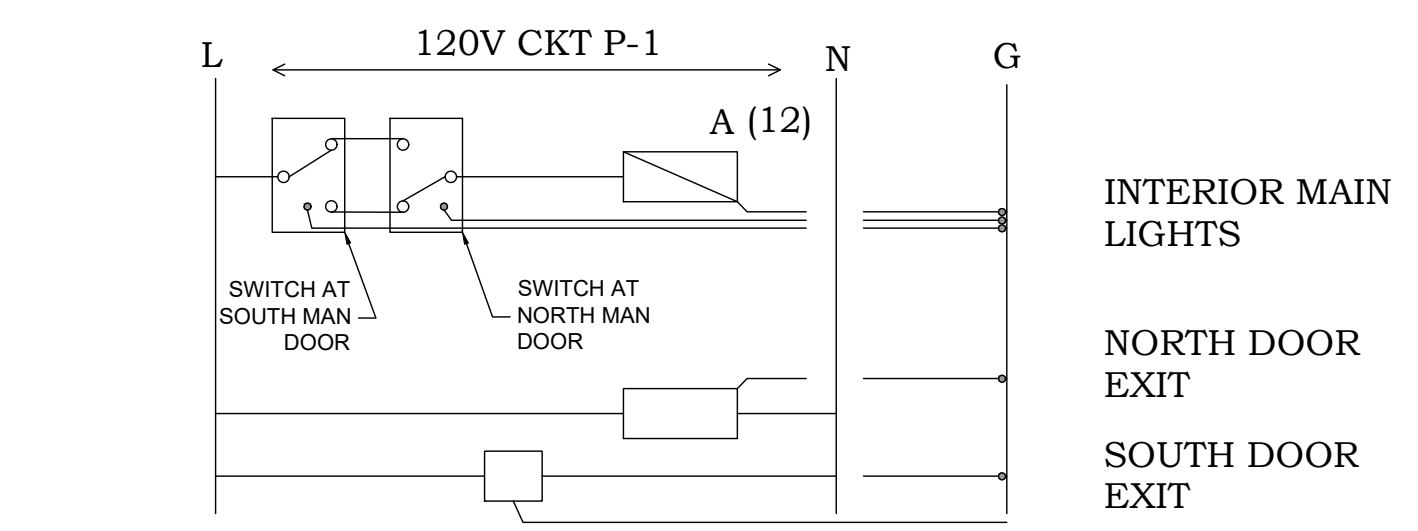 120V CKT P-1
L
N
G
A (12)
INTERIOR MAIN
LIGHTS
SWITCH AT
SOUTH MAN
DOOR
SWITCH AT
NORTH MAN
DOOR
NORTH DOOR
EXIT
SOUTH DOOR
EXIT